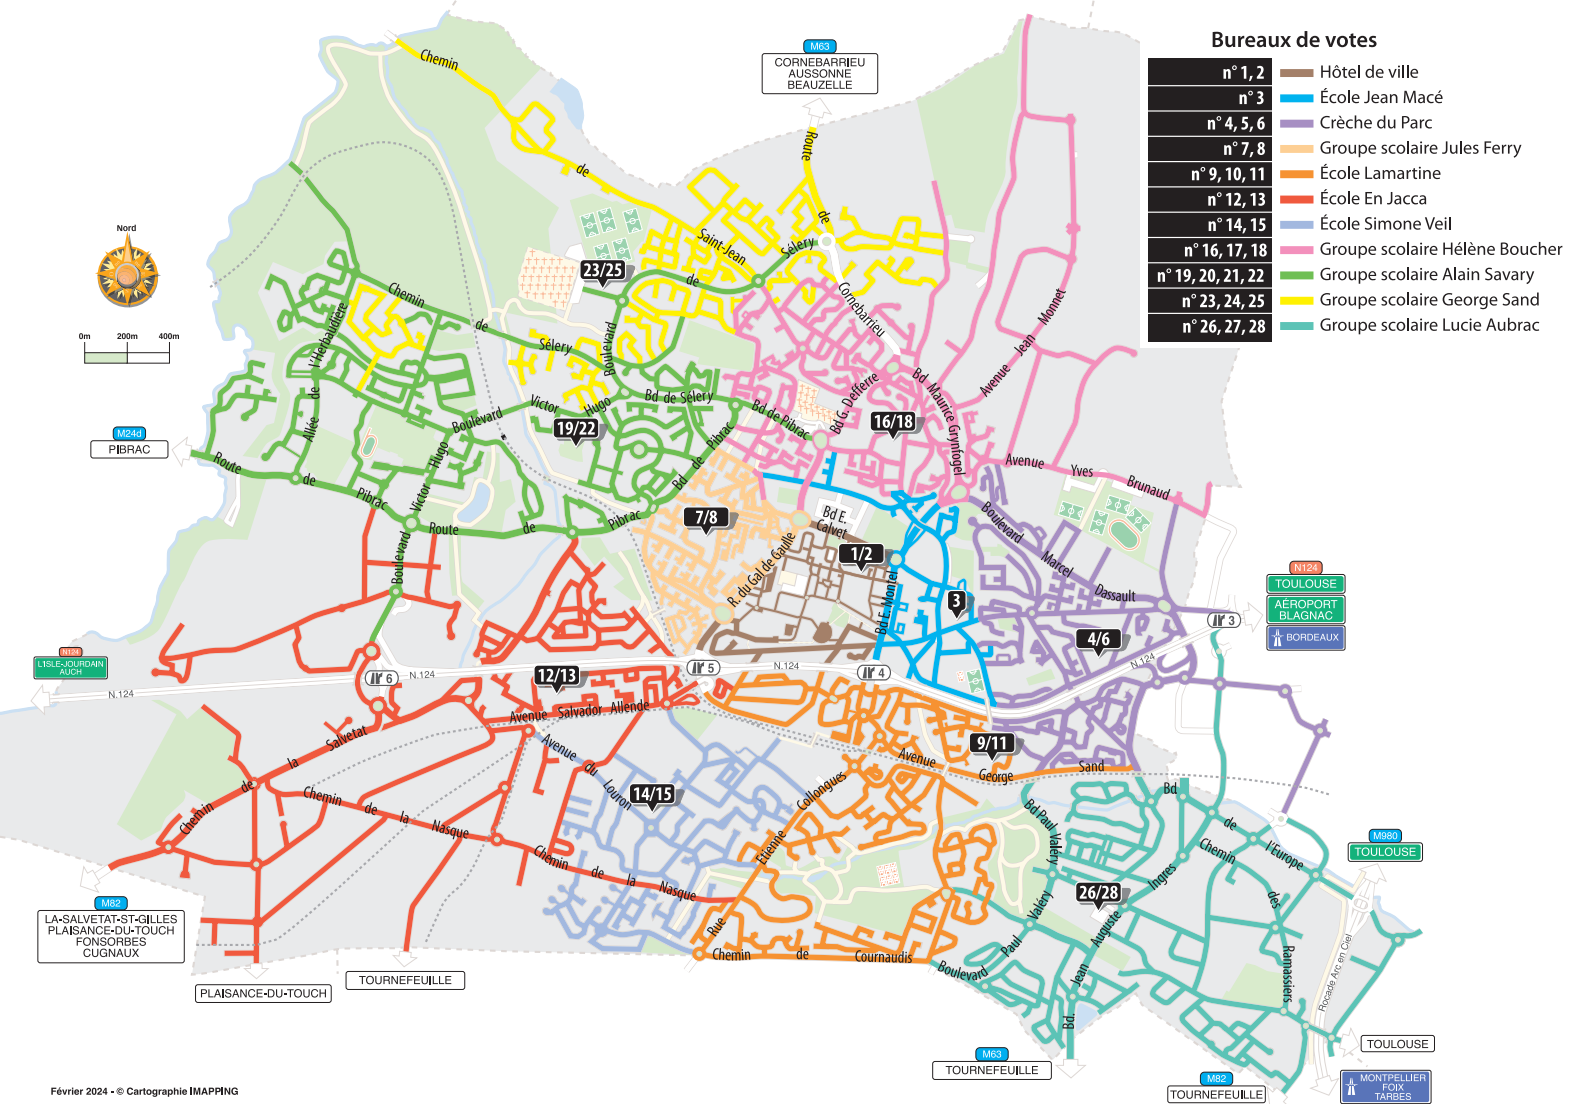 Bureaux de votes
n° 1, 2 Hôtel de ville
n° 3 École Jean Macé
n° 4, 5, 6 Crèche du Parc
n° 7, 8 Groupe scolaire Jules Ferry
n° 9, 10, 11 École Lamartine
n° 12, 13 École En Jacca
n° 14, 15 École Simone Veil
n° 16, 17, 18 Groupe scolaire Hélène Boucher
n° 19, 20, 21, 22 Groupe scolaire Alain Savary
n° 23, 24, 25 Groupe scolaire George Sand
n° 26, 27, 28 Groupe scolaire Lucie Aubrac
M63
CORNEBARRIEU
AUSSONNE
BEAUZELLE
Chemin
de
Saint-Jean
Route
de
Cornebarrieu
Nord
0m 200m 400m
23/25
Chemin
de
Sélery
Boulevard
de
Sélery
Allée de l'Herbaudière
Boulevard
Victor
Hugo
19/22
Bd de Sélery
Bd de Pibrac
Bd G. Defferre
16/18
Bd Maurice Grynfogel
Avenue Jean Monnet
Avenue Yves Brunaud
M24d
PIBRAC
Route de Pibrac
Boulevard Victor Hugo
Route de Pibrac
Bd de Pibrac
7/8
Bd E.
Calvet
1/2
R. du Gal de Gaulle
Bd E. Montel
3
Boulevard Marcel Dassault
4/6
N124
TOULOUSE
AÉROPORT
BLAGNAC
BORDEAUX
3
N.124
N124
L'ISLE-JOURDAIN
AUCH
N.124
6
N.124
5
N.124
4
12/13
Avenue Salvador Allende
Chemin de la Salvetat
Chemin de la Nasque
Avenue du Louron
14/15
Chemin de la Nasque
9/11
Avenue George Sand
Rue Etienne Collongues
Chemin de Cournaudis
Bd Paul Valéry
Boulevard Paul Valéry
26/28
Bd. Jean Auguste Ingres
Bd de l'Europe
Chemin des Ramassiers
Rocade Arc en Ciel
M980
TOULOUSE
M82
LA-SALVETAT-ST-GILLES
PLAISANCE-DU-TOUCH
FONSORBES
CUGNAUX
PLAISANCE-DU-TOUCH
TOURNEFEUILLE
M63
TOURNEFEUILLE
M82
TOURNEFEUILLE
TOULOUSE
MONTPELLIER
FOIX
TARBES
Février 2024 - © Cartographie IMAPPING